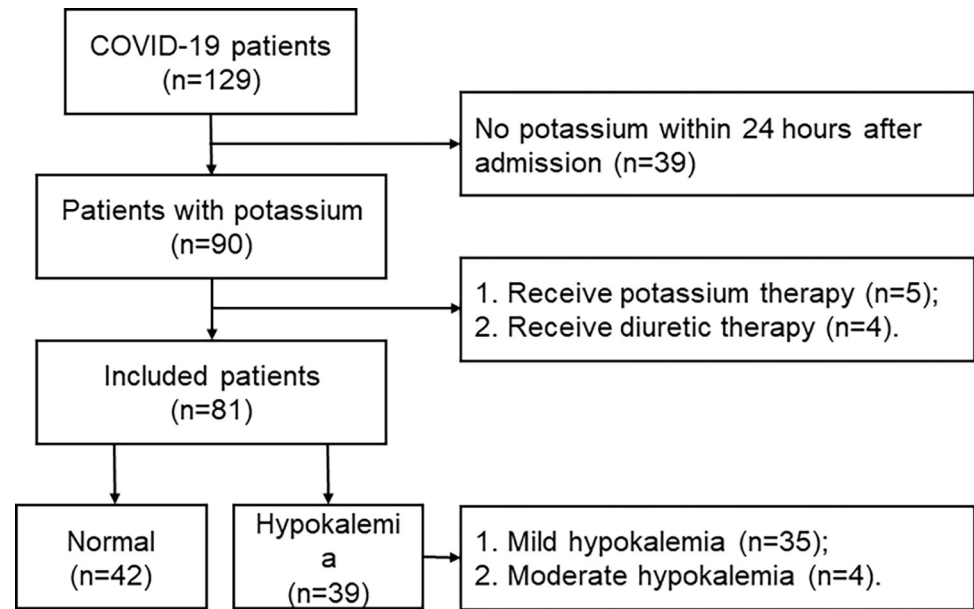 COVID-19 patients
(n=129)
No potassium within 24 hours after
admission (n=39)
Patients with potassium
(n=90)
1. Receive potassium therapy (n=5);
2. Receive diuretic therapy (n=4).
Included patients
(n=81)
Normal
(n=42)
Hypokalemi
a
(n=39)
1. Mild hypokalemia (n=35);
2. Moderate hypokalemia (n=4).